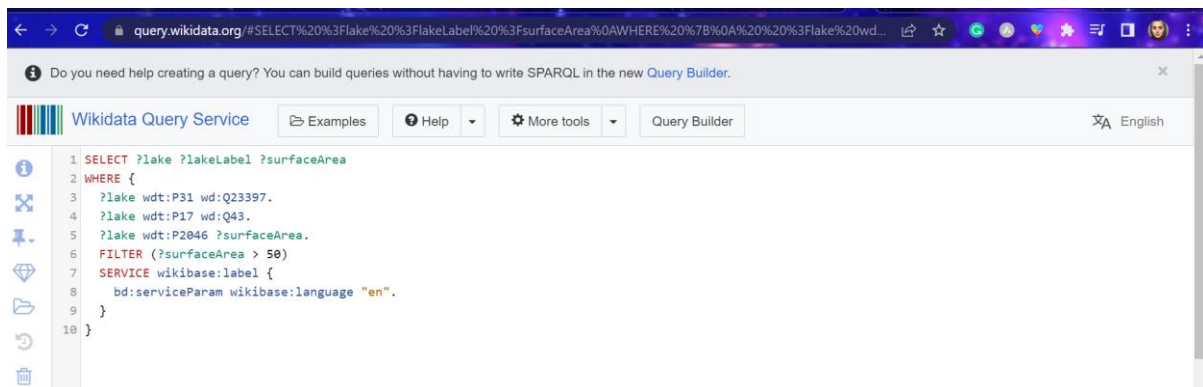 query.wikidata.org/#SELECT%20%3Flake%20%3FlakeLabel%20%3FsurfaceArea%0AWHERE%20%7B%0A%20%20%3Flake%20wd...
Do you need help creating a query? You can build queries without having to write SPARQL in the new Query Builder.
Wikidata Query Service Examples Help More tools Query Builder English
1 SELECT ?lake ?lakeLabel ?surfaceArea
2 WHERE {
3 ?lake wdt:P31 wd:Q23397.
4 ?lake wdt:P17 wd:Q43.
5 ?lake wdt:P2046 ?surfaceArea.
6 FILTER (?surfaceArea > 50)
7 SERVICE wikibase:label {
8 bd:serviceParam wikibase:language "en".
9 }
10 }